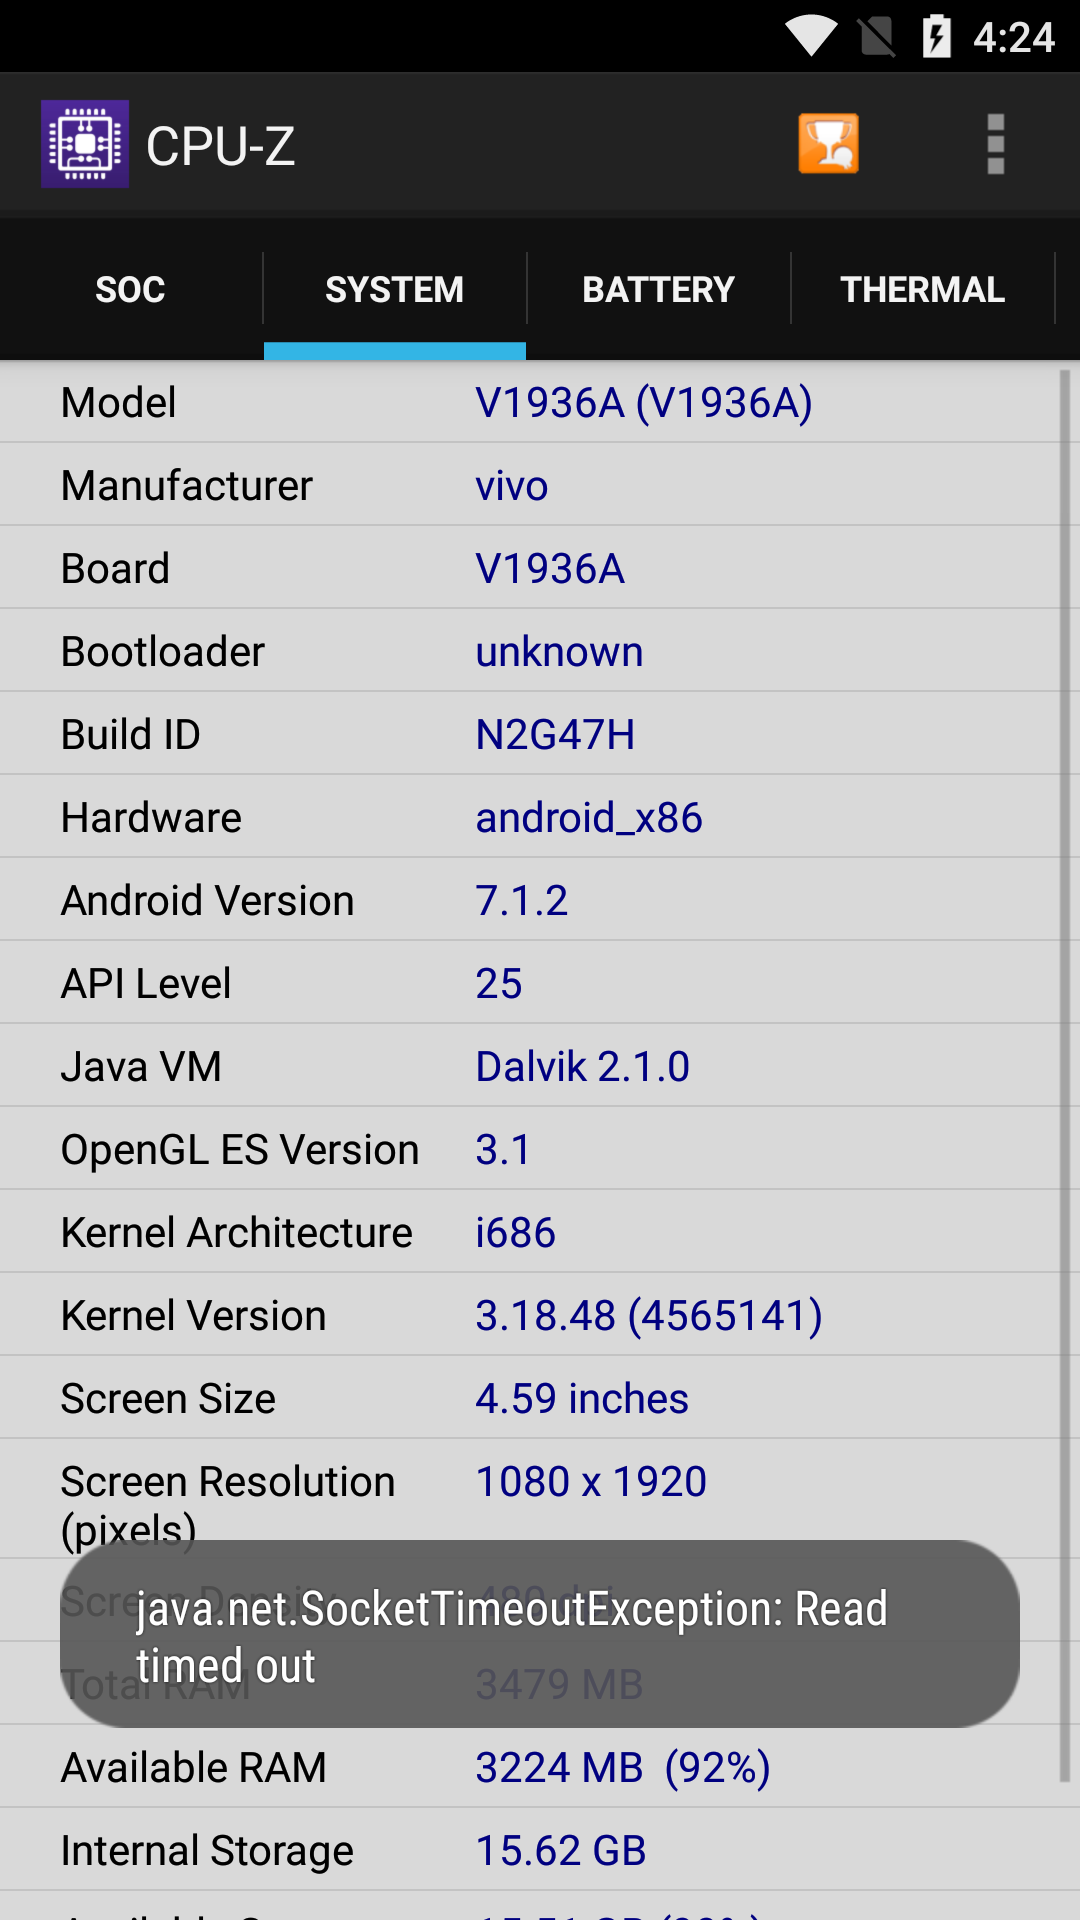 4:24
CPU-Z
SOC
SYSTEM
BATTERY
THERMAL
Model V1936A (V1936A)
Manufacturer vivo
Board V1936A
Bootloader unknown
Build ID N2G47H
Hardware android_x86
Android Version 7.1.2
API Level 25
Java VM Dalvik 2.1.0
OpenGL ES Version 3.1
Kernel Architecture i686
Kernel Version 3.18.48 (4565141)
Screen Size 4.59 inches
Screen Resolution 1080 x 1920
(pixels)
Screen Density 480 dpi
java.net.SocketTimeoutException: Read
timed out
Total RAM 3479 MB
Available RAM 3224 MB (92%)
Internal Storage 15.62 GB